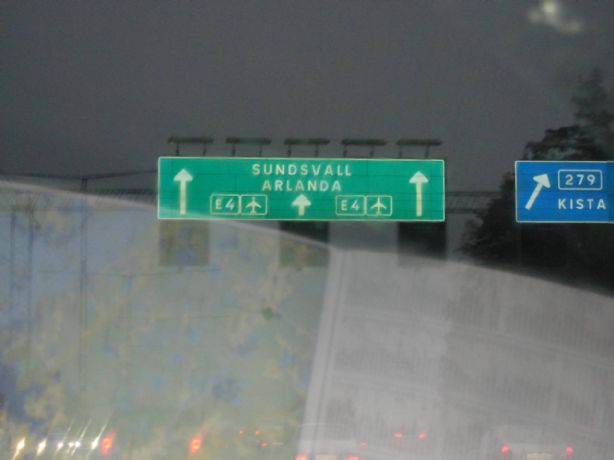 SUNDSVALL
ARLANDA
E4 E4
279
KISTA